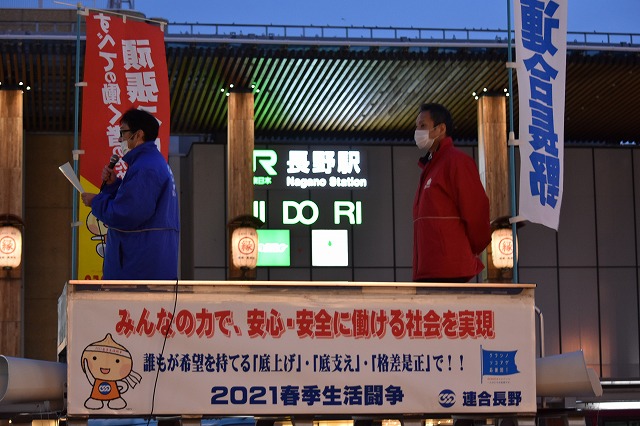 頑張
すべての働く
連合長野
JR 長野駅
Nagano Station
MIDORI
みんなの力で、安心・安全に働ける社会を実現
誰もが希望を持てる「底上げ」・「底支え」・「格差是正」で！！
2021春季生活闘争
連合長野